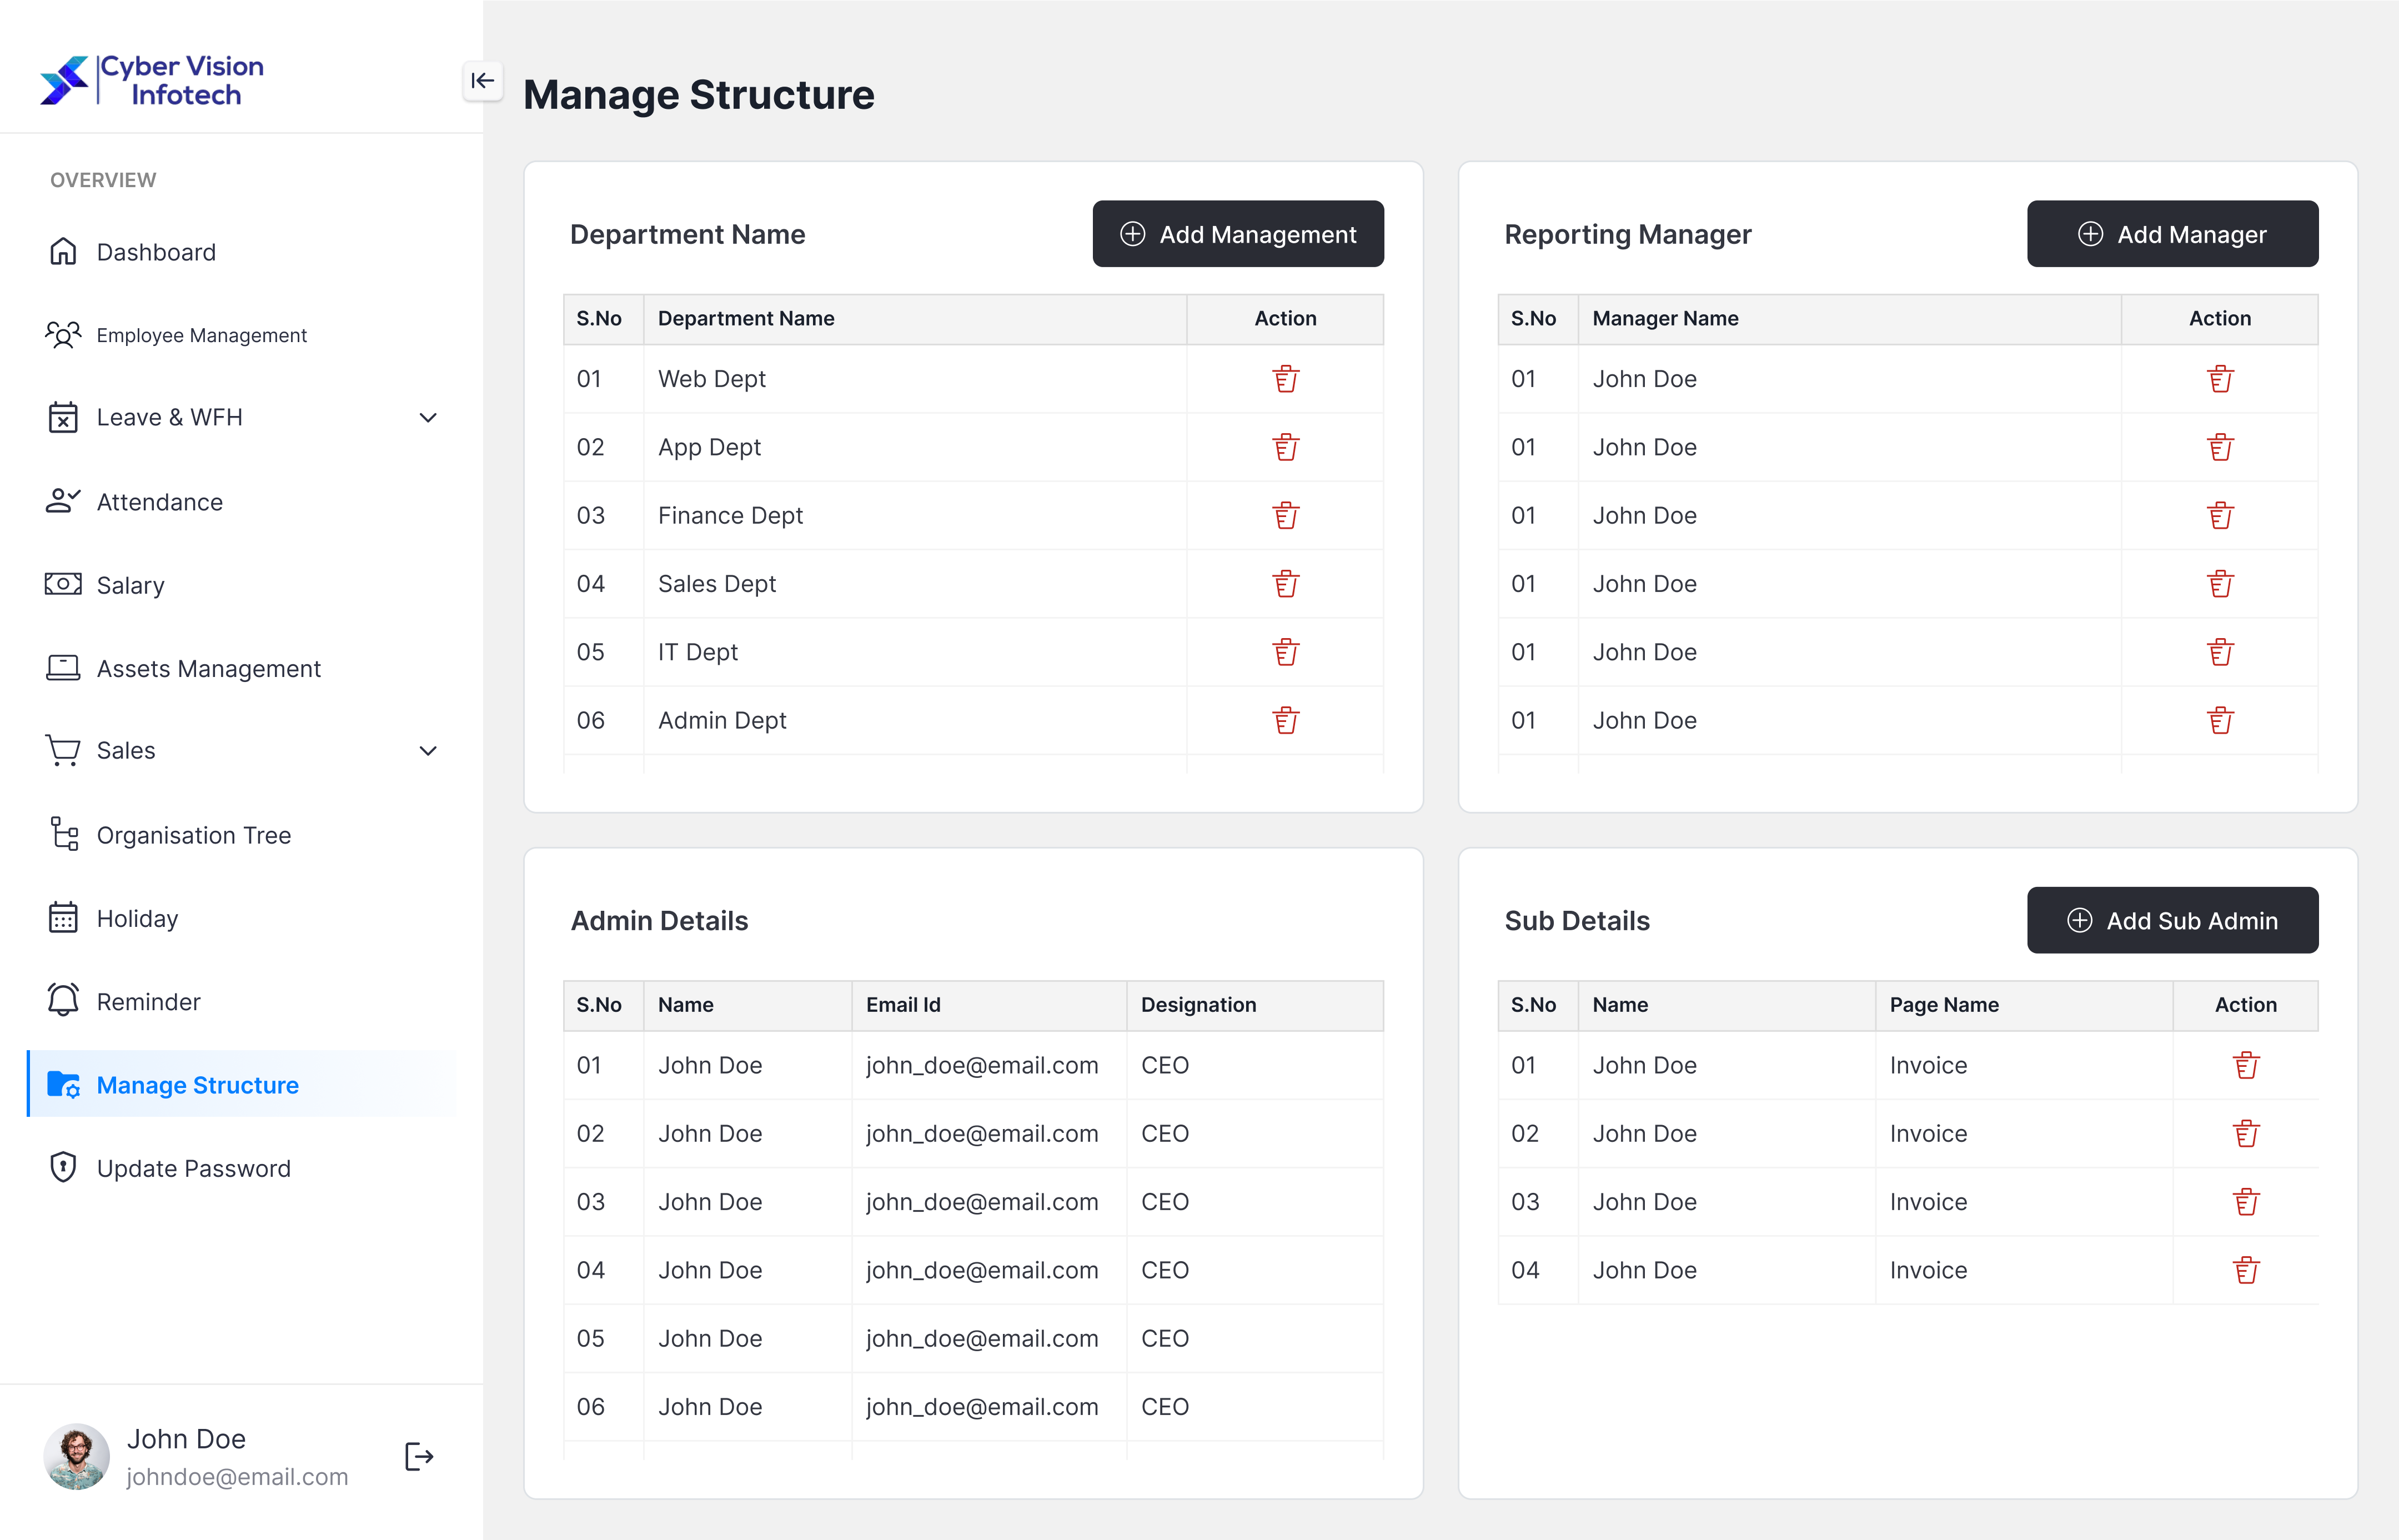 Cyber Vision
Infotech
OVERVIEW
Dashboard
Employee Management
Leave & WFH
Attendance
Salary
Assets Management
Sales
Organisation Tree
Holiday
Reminder
Manage Structure
Update Password
John Doe
johndoe@email.com
Manage Structure
Department Name
Add Management
S.No Department Name Action
01 Web Dept
02 App Dept
03 Finance Dept
04 Sales Dept
05 IT Dept
06 Admin Dept
Reporting Manager
Add Manager
S.No Manager Name Action
01 John Doe
01 John Doe
01 John Doe
01 John Doe
01 John Doe
01 John Doe
Admin Details
S.No Name Email Id Designation
01 John Doe john_doe@email.com CEO
02 John Doe john_doe@email.com CEO
03 John Doe john_doe@email.com CEO
04 John Doe john_doe@email.com CEO
05 John Doe john_doe@email.com CEO
06 John Doe john_doe@email.com CEO
Sub Details
Add Sub Admin
S.No Name Page Name Action
01 John Doe Invoice
02 John Doe Invoice
03 John Doe Invoice
04 John Doe Invoice